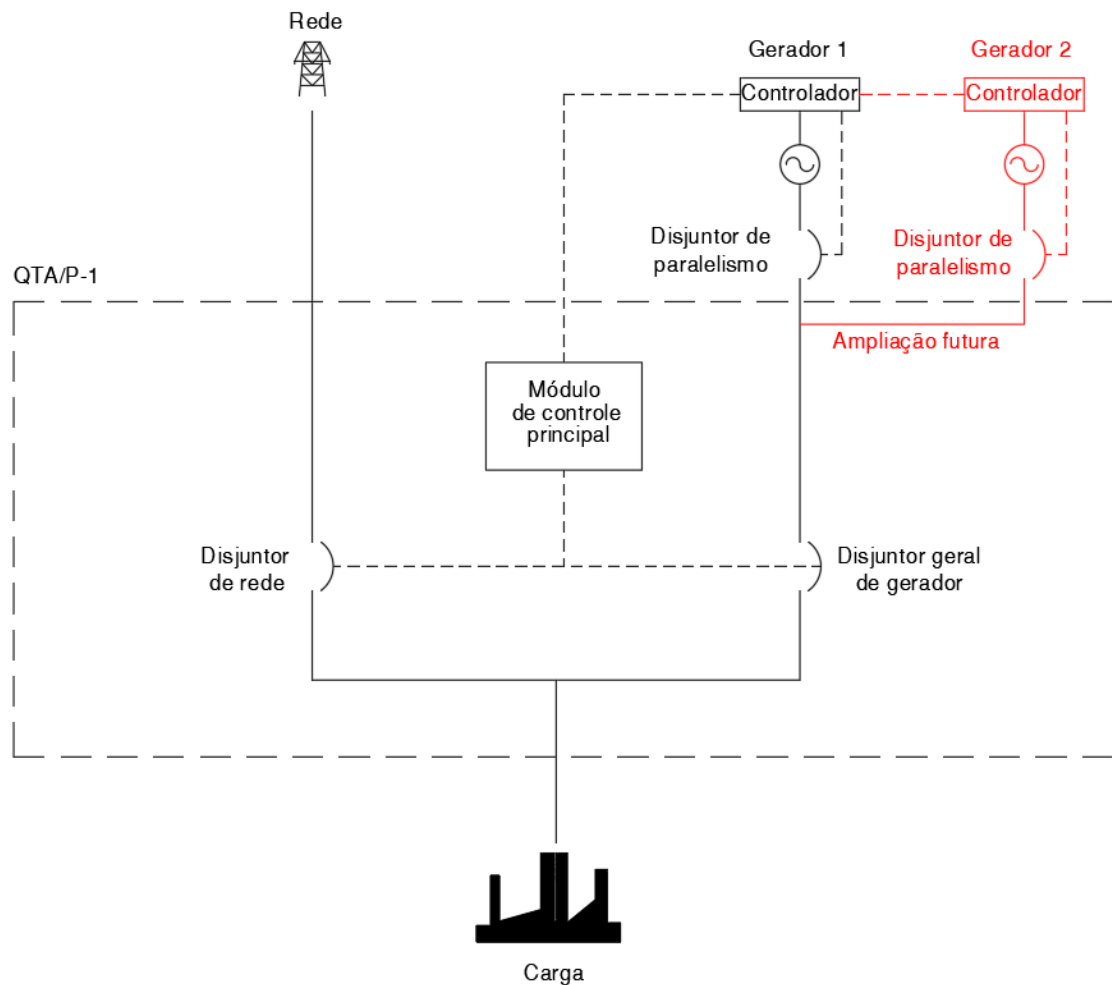 Rede
Gerador 1
Gerador 2
Controlador
Controlador
Disjuntor de
paralelismo
Disjuntor de
paralelismo
QTA/P-1
Ampliação futura
Módulo
de controle
principal
Disjuntor
de rede
Disjuntor geral
de gerador
Carga